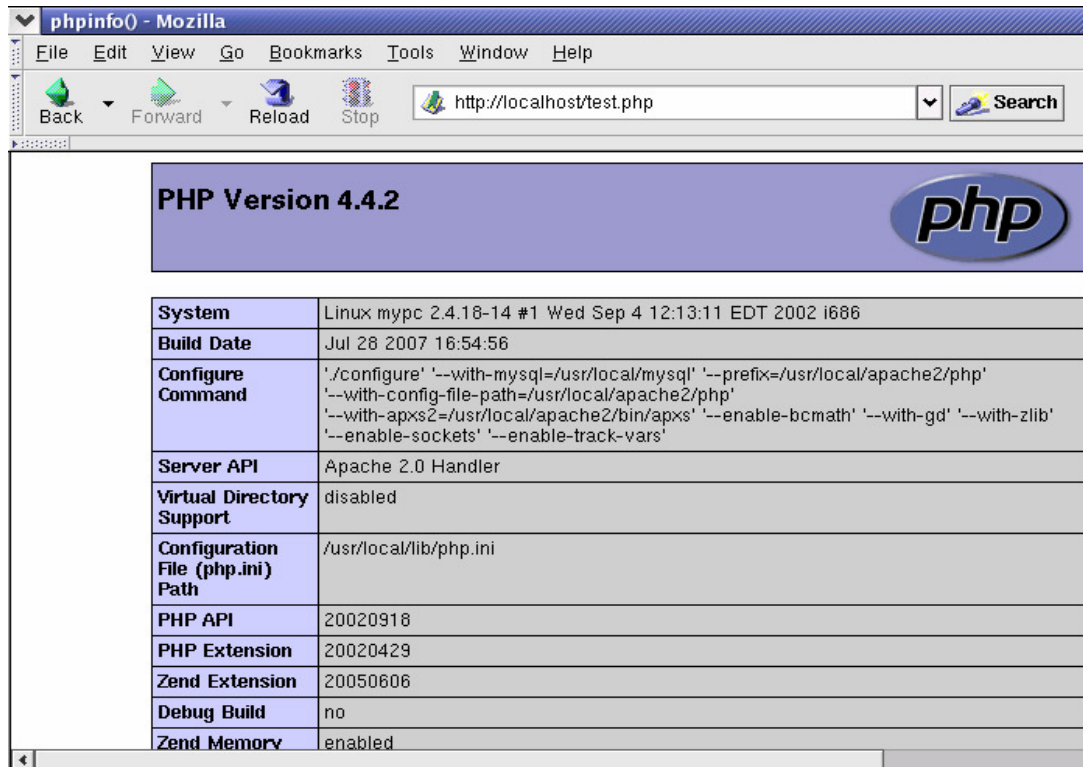 phpinfo() - Mozilla
File Edit View Go Bookmarks Tools Window Help
Back Forward Reload Stop http://localhost/test.php Search
PHP Version 4.4.2
php
System Linux mypc 2.4.18-14 #1 Wed Sep 4 12:13:11 EDT 2002 i686
Build Date Jul 28 2007 16:54:56
Configure Command './configure' '--with-mysql=/usr/local/mysql' '--prefix=/usr/local/apache2/php'
'--with-config-file-path=/usr/local/apache2/php'
'--with-apxs2=/usr/local/apache2/bin/apxs' '--enable-bcmath' '--with-gd' '--with-zlib'
'--enable-sockets' '--enable-track-vars'
Server API Apache 2.0 Handler
Virtual Directory Support disabled
Configuration File (php.ini) Path /usr/local/lib/php.ini
PHP API 20020918
PHP Extension 20020429
Zend Extension 20050606
Debug Build no
Zend Memory enabled